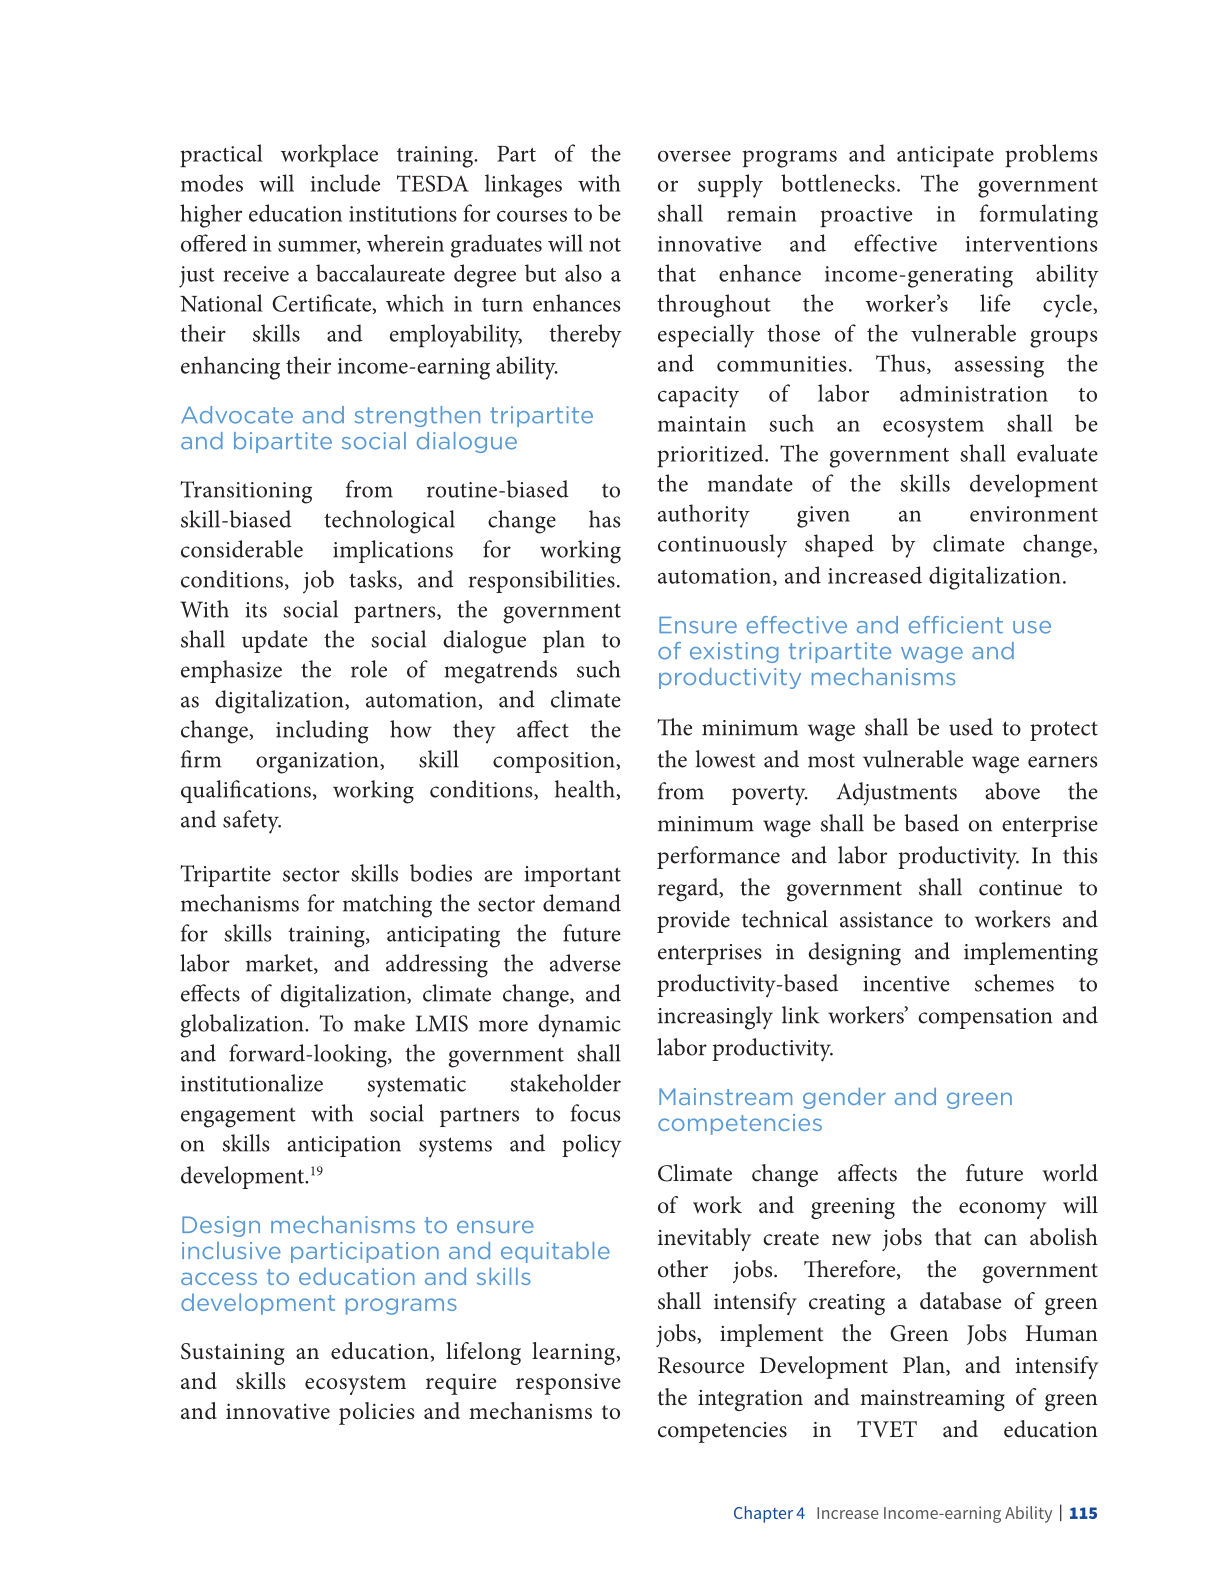 practical workplace training. Part of the
modes will include TESDA linkages with
higher education institutions for courses to be
offered in summer, wherein graduates will not
just receive a baccalaureate degree but also a
National Certificate, which in turn enhances
their skills and employability, thereby
enhancing their income-earning ability.
Advocate and strengthen tripartite
and bipartite social dialogue
Transitioning from routine-biased to
skill-biased technological change has
considerable implications for working
conditions, job tasks, and responsibilities.
With its social partners, the government
shall update the social dialogue plan to
emphasize the role of megatrends such
as digitalization, automation, and climate
change, including how they affect the
firm organization, skill composition,
qualifications, working conditions, health,
and safety.
Tripartite sector skills bodies are important
mechanisms for matching the sector demand
for skills training, anticipating the future
labor market, and addressing the adverse
effects of digitalization, climate change, and
globalization. To make LMIS more dynamic
and forward-looking, the government shall
institutionalize systematic stakeholder
engagement with social partners to focus
on skills anticipation systems and policy
development.19
Design mechanisms to ensure
inclusive participation and equitable
access to education and skills
development programs
Sustaining an education, lifelong learning,
and skills ecosystem require responsive
and innovative policies and mechanisms to
oversee programs and anticipate problems
or supply bottlenecks. The government
shall remain proactive in formulating
innovative and effective interventions
that enhance income-generating ability
throughout the worker’s life cycle,
especially those of the vulnerable groups
and communities. Thus, assessing the
capacity of labor administration to
maintain such an ecosystem shall be
prioritized. The government shall evaluate
the mandate of the skills development
authority given an environment
continuously shaped by climate change,
automation, and increased digitalization.
Ensure effective and efficient use
of existing tripartite wage and
productivity mechanisms
The minimum wage shall be used to protect
the lowest and most vulnerable wage earners
from poverty. Adjustments above the
minimum wage shall be based on enterprise
performance and labor productivity. In this
regard, the government shall continue to
provide technical assistance to workers and
enterprises in designing and implementing
productivity-based incentive schemes to
increasingly link workers’ compensation and
labor productivity.
Mainstream gender and green
competencies
Climate change affects the future world
of work and greening the economy will
inevitably create new jobs that can abolish
other jobs. Therefore, the government
shall intensify creating a database of green
jobs, implement the Green Jobs Human
Resource Development Plan, and intensify
the integration and mainstreaming of green
competencies in TVET and education
Chapter 4 Increase Income-earning Ability | 115